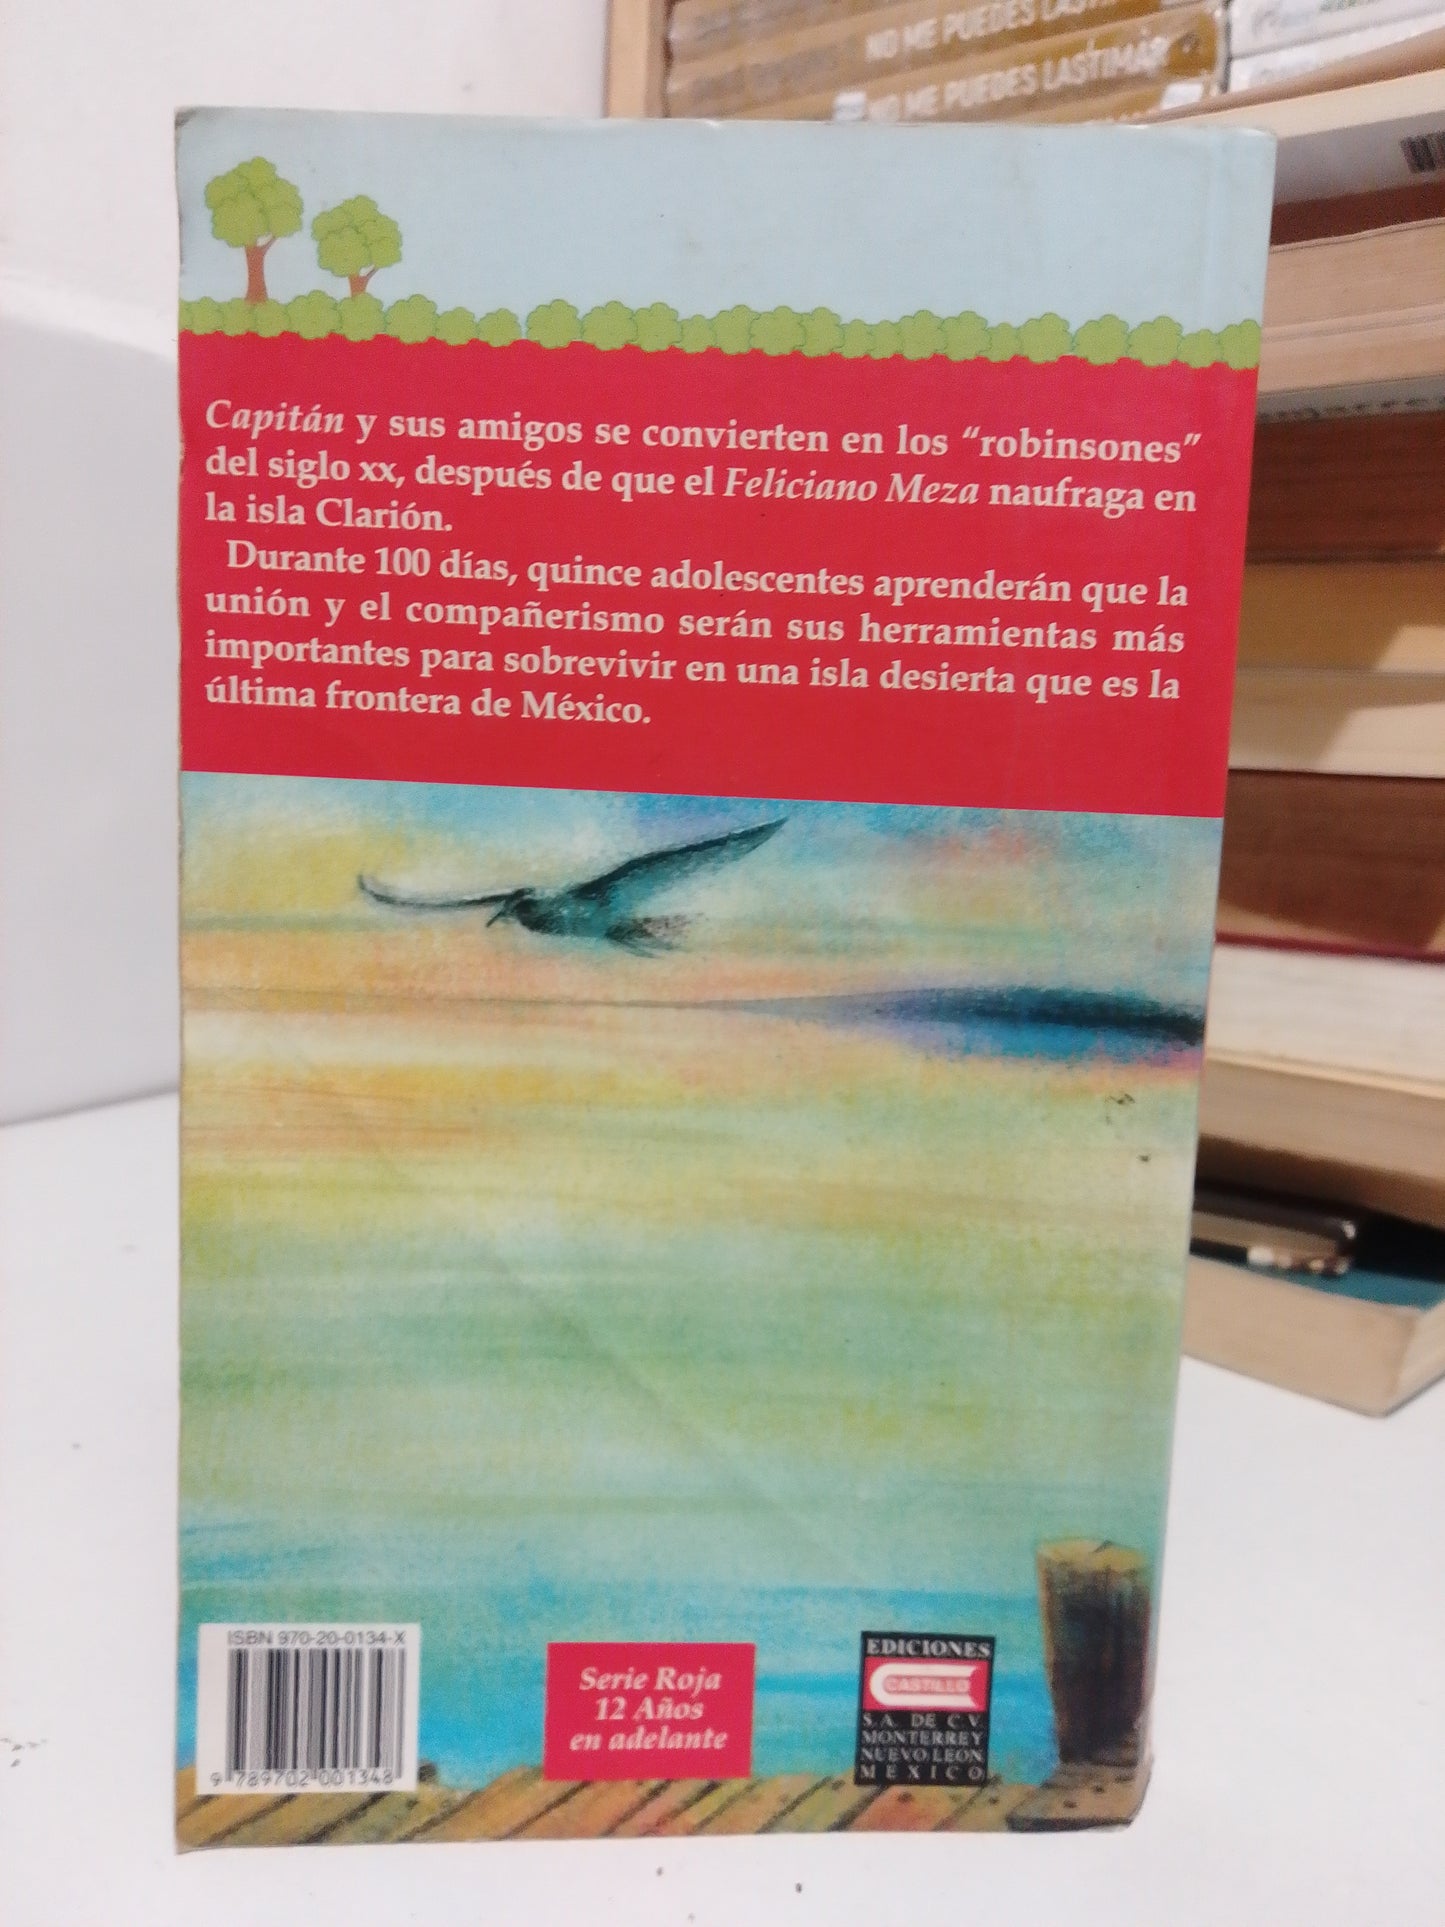 NO ME PUEDES LASTIMAR
NO ME PUEDES LASTIMAR
Capitán y sus amigos se convierten en los “robinsones”
del siglo XX, después de que el Feliciano Meza naufraga en
la isla Clarión.
Durante 100 días, quince adolescentes aprenderán que la
unión y el compañerismo serán sus herramientas más
importantes para sobrevivir en una isla desierta que es la
última frontera de México.
ISBN 970-20-0134-X
9 789702 001348
Serie Roja
12 Años
en adelante
EDICIONES
CASTILLO
S.A. DE C.V.
MONTERREY
NUEVO LEON
MEXICO